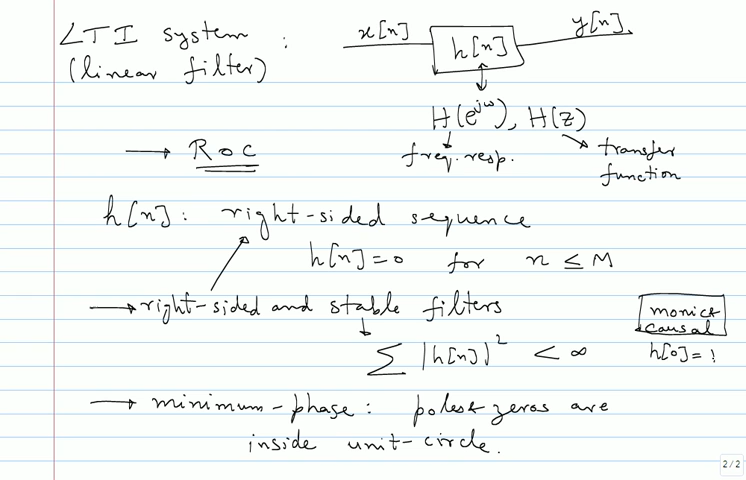 LTI system : x[n] h[n] y[n]
(linear filter)
H(e^jω), H(z)
→ ROC freq. resp. → transfer function
h[n] : right-sided sequence
h[n]=0 for n ≤ M
→ right-sided and stable filters
monic & causal
∑ |h[n]|² < ∞ h[0]=1
→ minimum-phase : poles & zeros are
inside unit-circle.
2/2